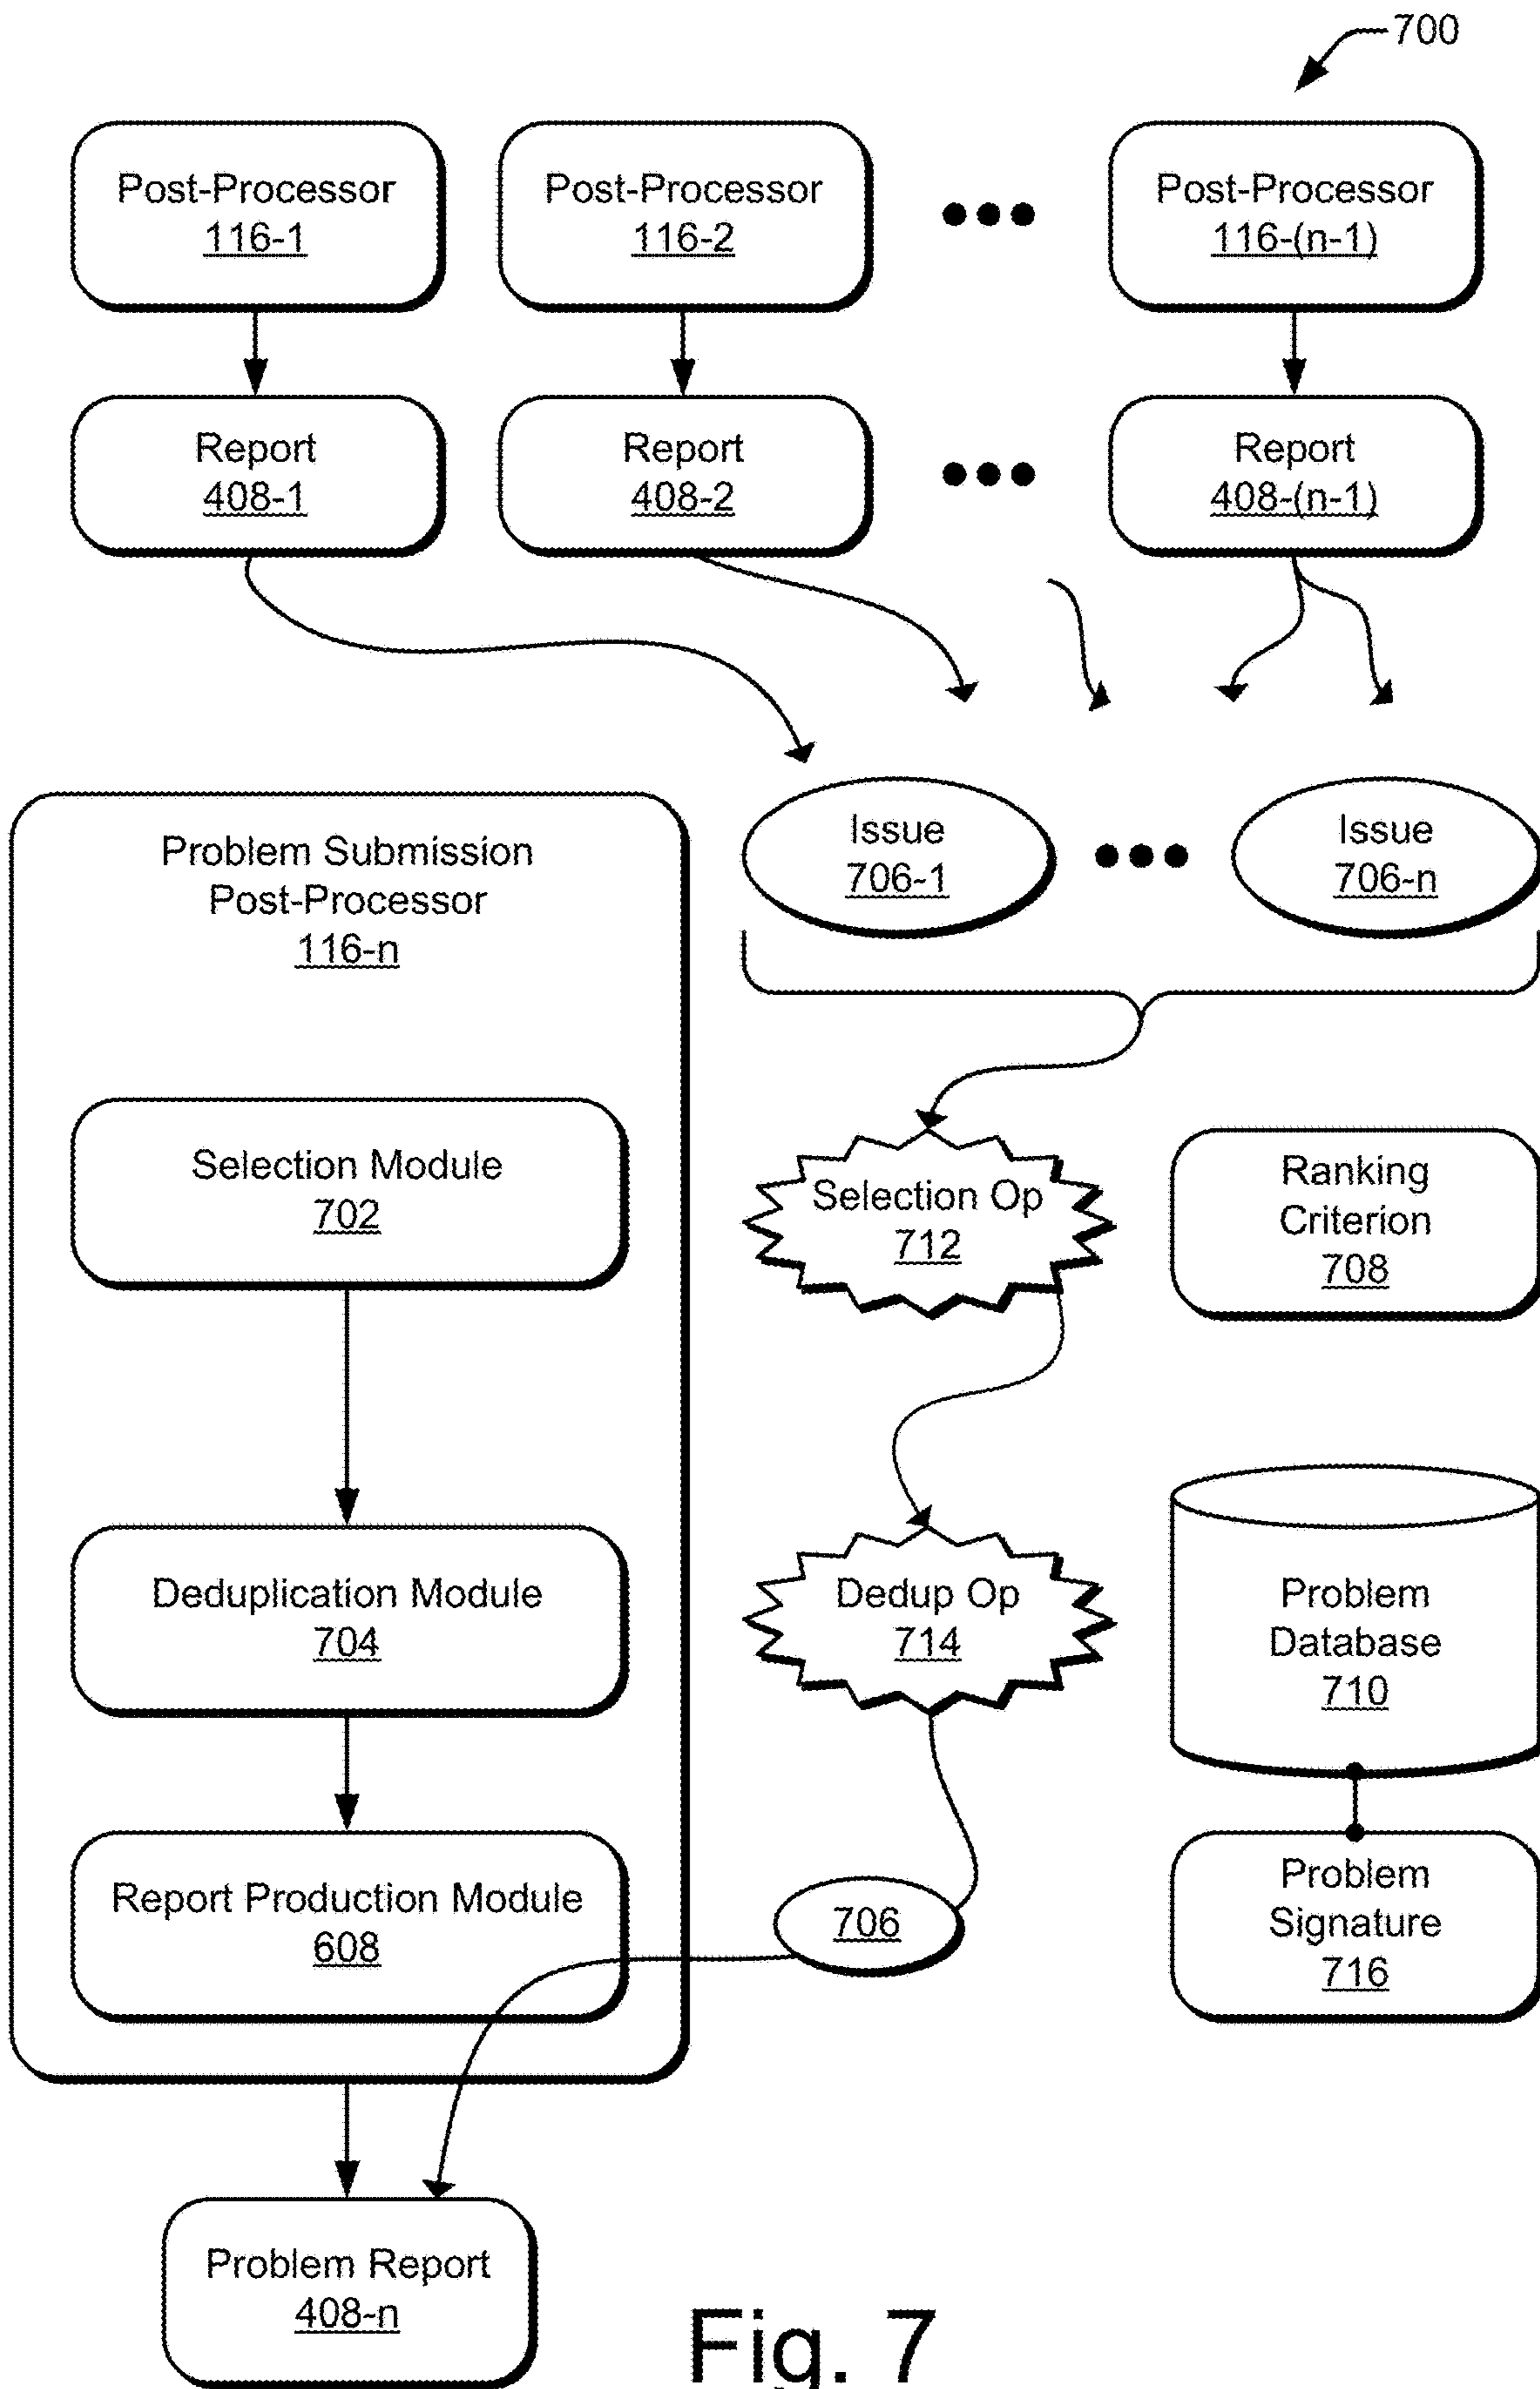 700
Post-Processor
116-1
Post-Processor
116-2
Post-Processor
116-(n-1)
Report
408-1
Report
408-2
Report
408-(n-1)
Issue
706-1
Issue
706-n
Problem Submission
Post-Processor
116-n
Selection Module
702
Selection Op
712
Ranking
Criterion
708
Deduplication Module
704
Dedup Op
714
Problem
Database
710
Report Production Module
608
706
Problem
Signature
716
Problem Report
408-n
Fig. 7